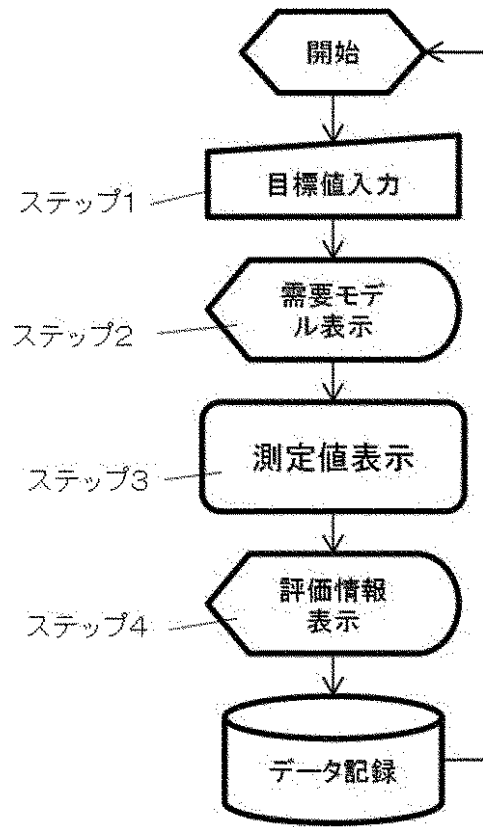 開始
目標値入力
ステップ1
需要モデ
ル表示
ステップ2
測定値表示
ステップ3
評価情報
表示
ステップ4
データ記録